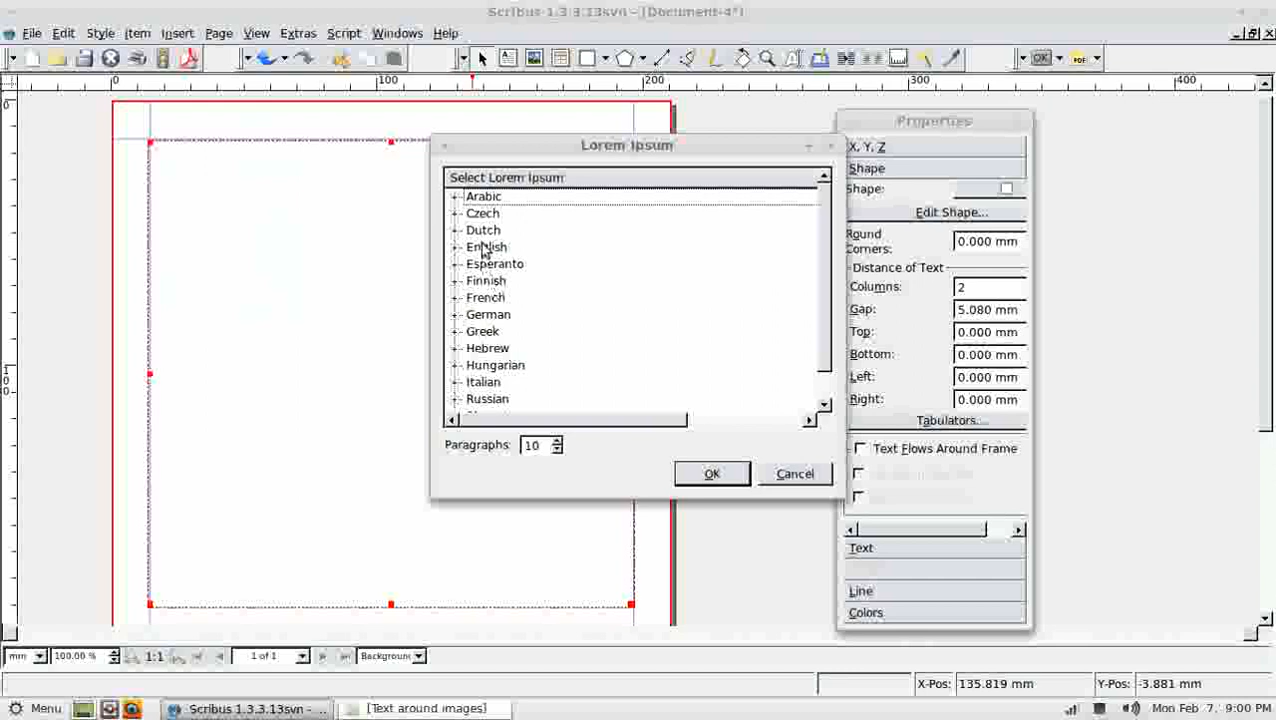 Scribus 1.3.3.13svn - [Document-4*]
File Edit Style Item Insert Page View Extras Script Windows Help
OK PDF
0 100 200 300 400
0
1
0
0
Properties
X, Y, Z
Shape
Shape:
Edit Shape...
Round
Corners: 0.000 mm
Distance of Text
Columns: 2
Gap: 5.080 mm
Top: 0.000 mm
Bottom: 0.000 mm
Left: 0.000 mm
Right: 0.000 mm
Tabulators...
Text Flows Around Frame
Text
Line
Colors
Lorem Ipsum
Select Lorem Ipsum
Arabic
Czech
Dutch
English
Esperanto
Finnish
French
German
Greek
Hebrew
Hungarian
Italian
Russian
Paragraphs: 10
OK Cancel
mm 100.00 % 1:1 1 of 1 Background
X-Pos: 135.819 mm Y-Pos: -3.881 mm
Menu Scribus 1.3.3.13svn - ... [Text around images] Mon Feb 7, 9:00 PM